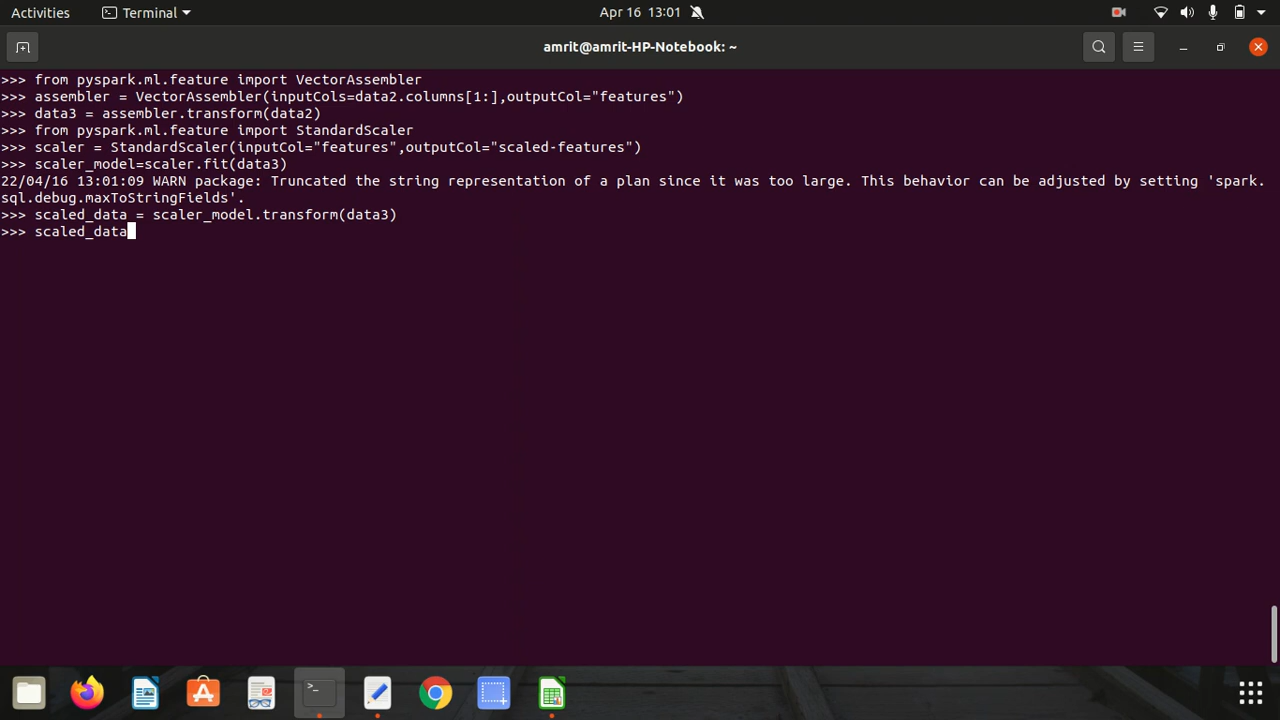 Activities
Terminal
Apr 16 13:01
amrit@amrit-HP-Notebook: ~
>>> from pyspark.ml.feature import VectorAssembler
>>> assembler = VectorAssembler(inputCols=data2.columns[1:],outputCol="features")
>>> data3 = assembler.transform(data2)
>>> from pyspark.ml.feature import StandardScaler
>>> scaler = StandardScaler(inputCol="features",outputCol="scaled-features")
>>> scaler_model=scaler.fit(data3)
22/04/16 13:01:09 WARN package: Truncated the string representation of a plan since it was too large. This behavior can be adjusted by setting 'spark.
sql.debug.maxToStringFields'.
>>> scaled_data = scaler_model.transform(data3)
>>> scaled_data